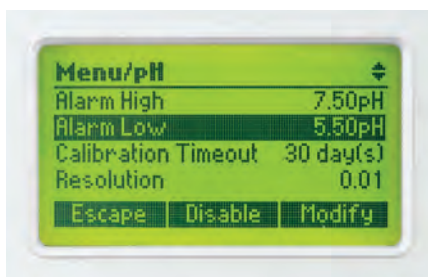 Menu/pH
Alarm High 7.50pH
Alarm Low 5.50pH
Calibration Timeout 30 day(s)
Resolution 0.01
Escape Disable Modify